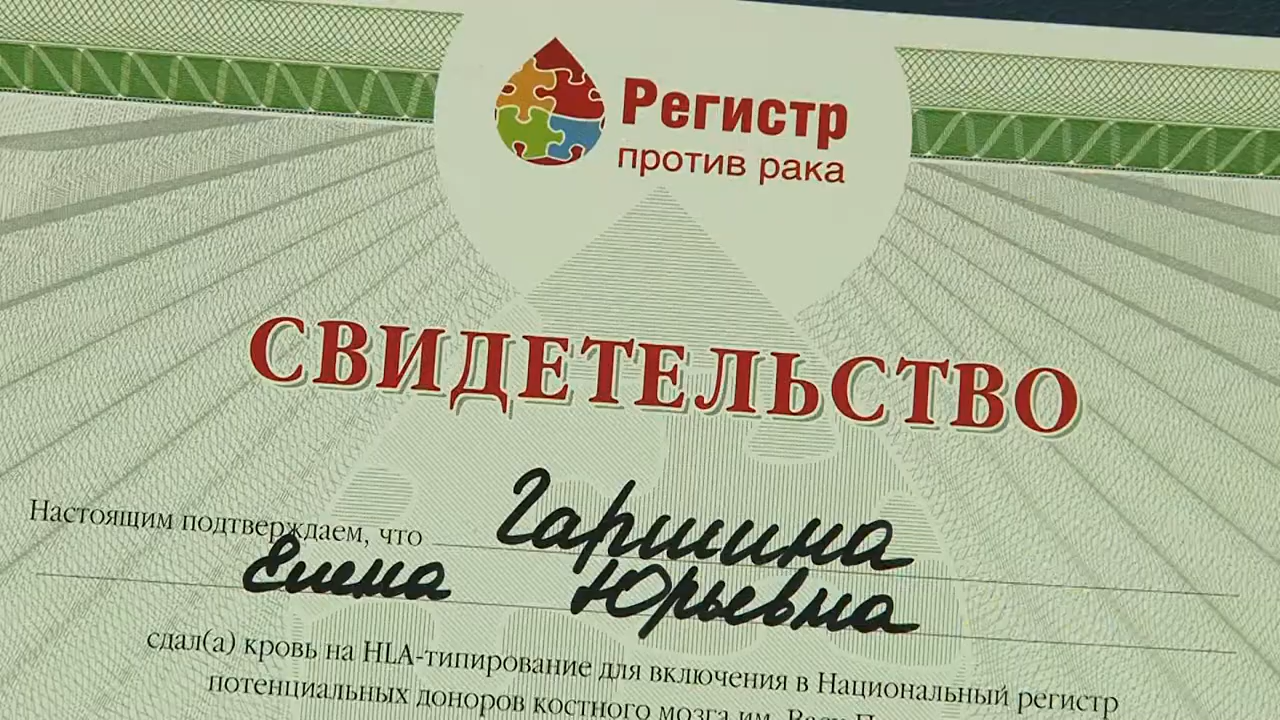 Регистр
против рака
СВИДЕТЕЛЬСТВО
Настоящим подтверждаем, что Гаршина
Елена Юрьевна
сдал(а) кровь на HLA-типирование для включения в Национальный регистр
потенциальных доноров костного мозга им.